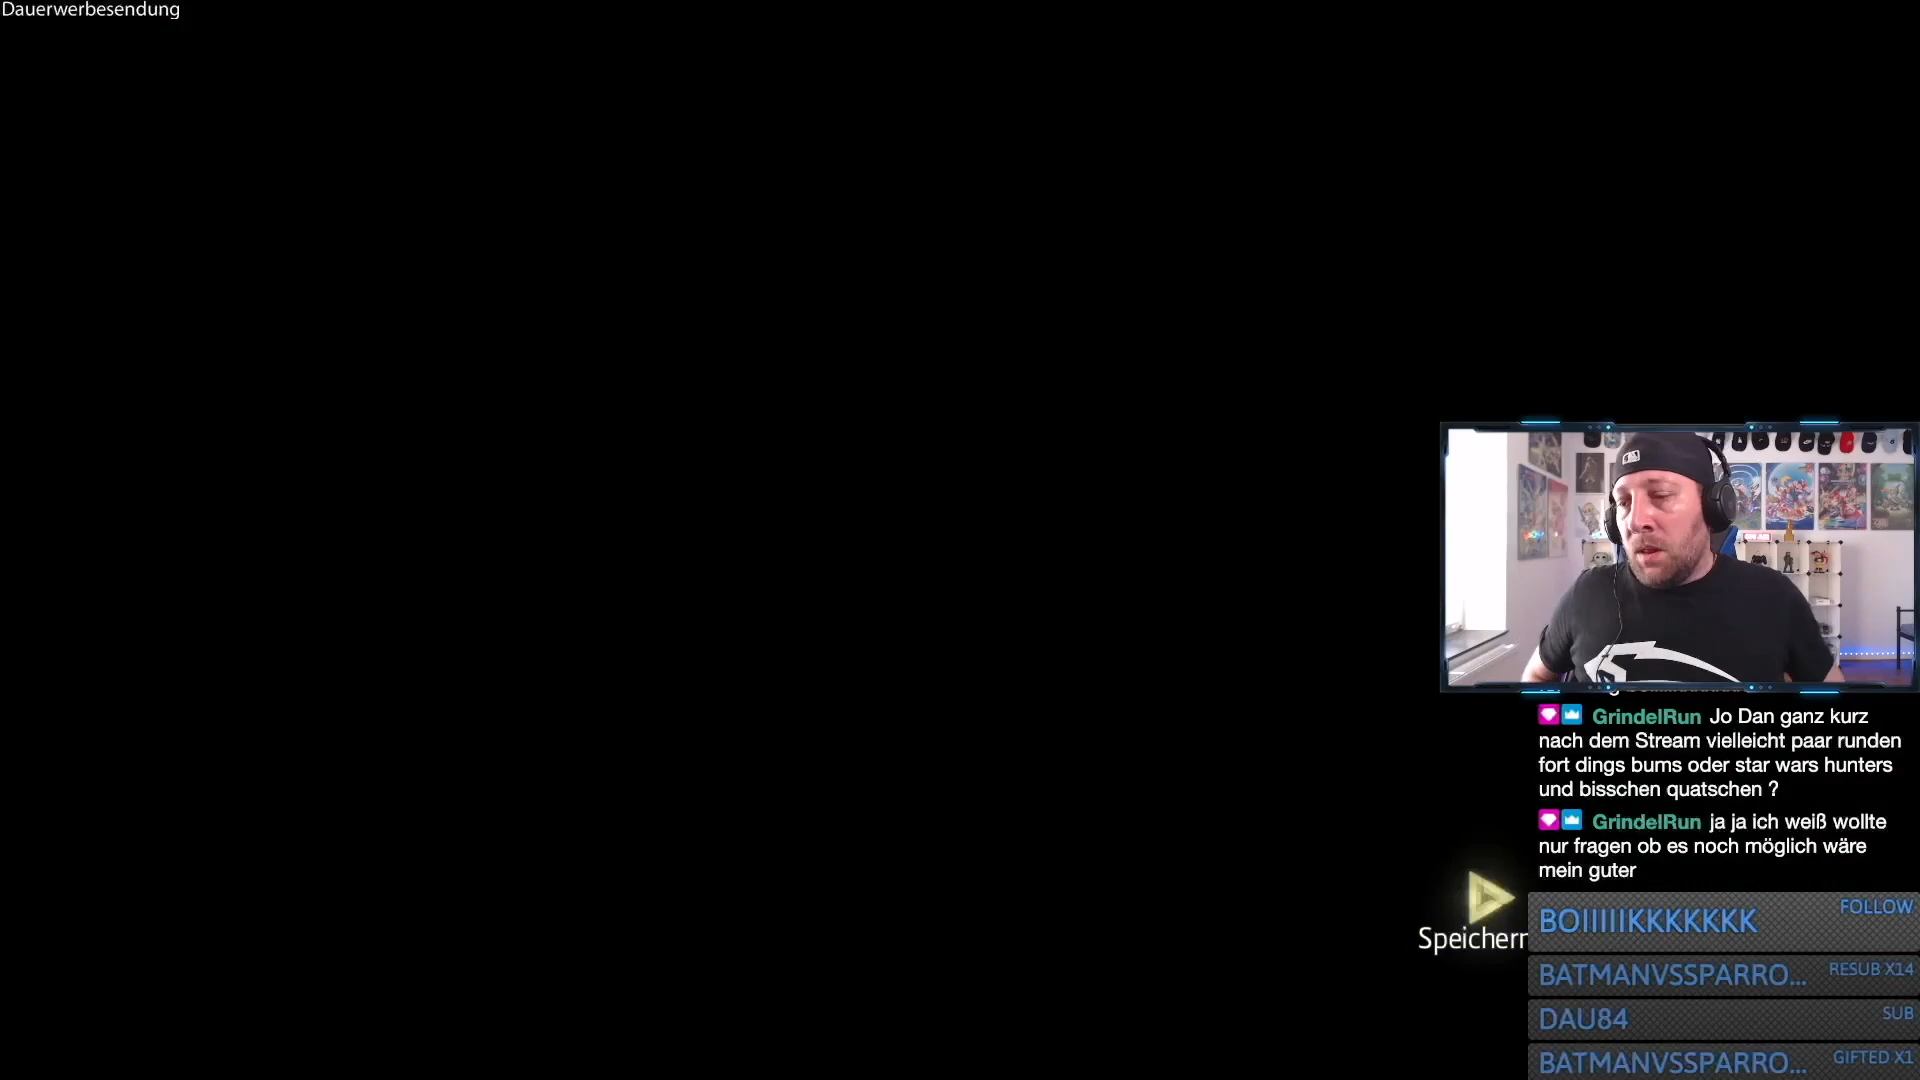 Dauerwerbesendung
GrindelRun Jo Dan ganz kurz
nach dem Stream vielleicht paar runden
fort dings bums oder star wars hunters
und bisschen quatschen ?
GrindelRun ja ja ich weiß wollte
nur fragen ob es noch möglich wäre
mein guter
Speichern
BOIIIIIKKKKKKK FOLLOW
BATMANVSSPARRO... RESUB X14
DAU84 SUB
BATMANVSSPARRO... GIFTED X1